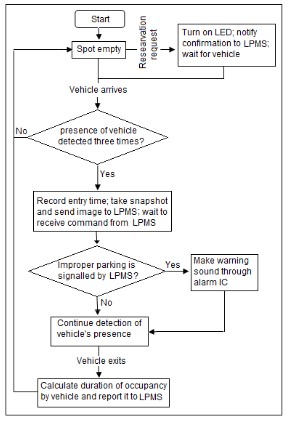 Start
Spot empty
Researvation
request
Turn on LED; notify
confirmation to LPMS;
wait for vehicle
Vehicle arrives
No
presence of vehicle
detected three times?
Yes
Record entry time; take snapshot
and send image to LPMS; wait to
receive command from LPMS
Improper parking is
signalled by LPMS?
Yes
Make warning
sound through
alarm IC
No
Continue detection of
vehicle's presence
Vehicle exits
Calculate duration of occupancy
by vehicle and report it to LPMS